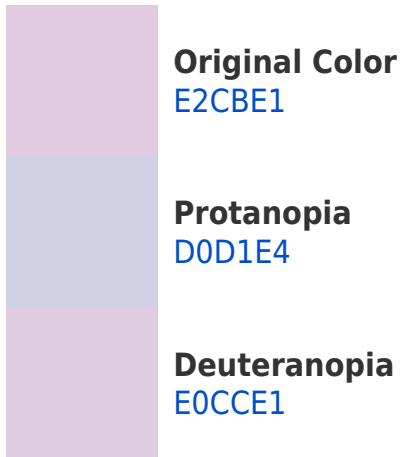 Original Color
E2CBE1
Protanopia
D0D1E4
Deuteranopia
E0CCE1